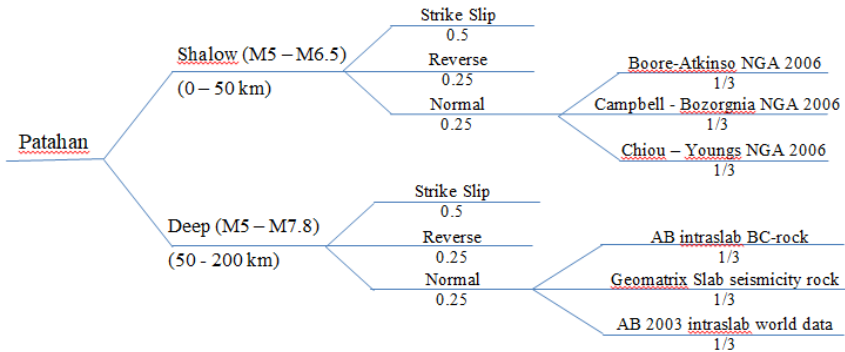 Patahan
Shalow (M5 – M6.5)
(0 – 50 km)
Strike Slip
0.5
Reverse
0.25
Normal
0.25
Boore-Atkinso NGA 2006
1/3
Campbell - Bozorgnia NGA 2006
1/3
Chiou – Youngs NGA 2006
1/3
Deep (M5 – M7.8)
(50 - 200 km)
Strike Slip
0.5
Reverse
0.25
Normal
0.25
AB intraslab BC-rock
1/3
Geomatrix Slab seismicity rock
1/3
AB 2003 intraslab world data
1/3